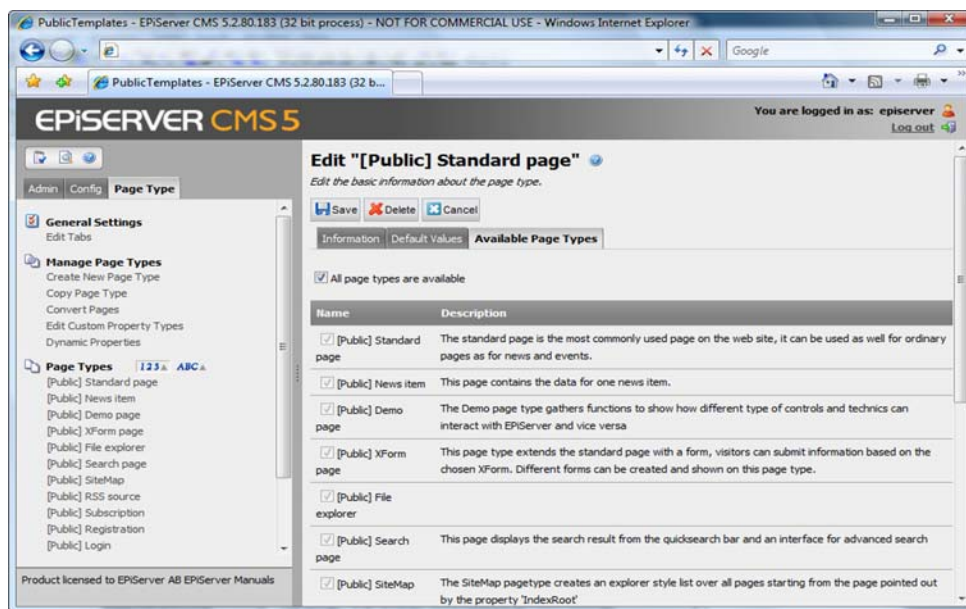 PublicTemplates - EPiServer CMS 5.2.80.183 (32 bit process) - NOT FOR COMMERCIAL USE - Windows Internet Explorer
Google
PublicTemplates - EPiServer CMS 5.2.80.183 (32 b...
EPiSERVER CMS 5
You are logged in as: episerver
Log out
Admin Config Page Type
General Settings
Edit Tabs
Manage Page Types
Create New Page Type
Copy Page Type
Convert Pages
Edit Custom Property Types
Dynamic Properties
Page Types 123 ABC
[Public] Standard page
[Public] News item
[Public] Demo page
[Public] XForm page
[Public] File explorer
[Public] Search page
[Public] SiteMap
[Public] RSS source
[Public] Subscription
[Public] Registration
[Public] Login
Product licensed to EPiServer AB EPiServer Manuals
Edit "[Public] Standard page"
Edit the basic information about the page type.
Save Delete Cancel
Information Default Values Available Page Types
All page types are available
Name Description
[Public] Standard page
The standard page is the most commonly used page on the web site, it can be used as well for ordinary
pages as for news and events.
[Public] News item This page contains the data for one news item.
[Public] Demo page
The Demo page type gathers functions to show how different type of controls and technics can
interact with EPiServer and vice versa
[Public] XForm page
This page type extends the standard page with a form, visitors can submit information based on the
chosen XForm. Different forms can be created and shown on this page type.
[Public] File
explorer
[Public] Search page
This page displays the search result from the quicksearch bar and an interface for advanced search
[Public] SiteMap
The SiteMap pagetype creates an explorer style list over all pages starting from the page pointed out
by the property 'IndexRoot'